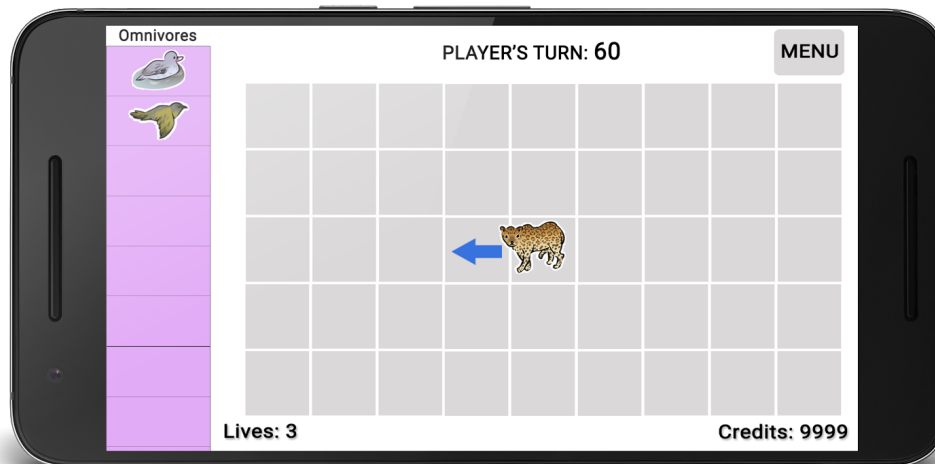 Omnivores
PLAYER'S TURN: 60
MENU
Lives: 3
Credits: 9999